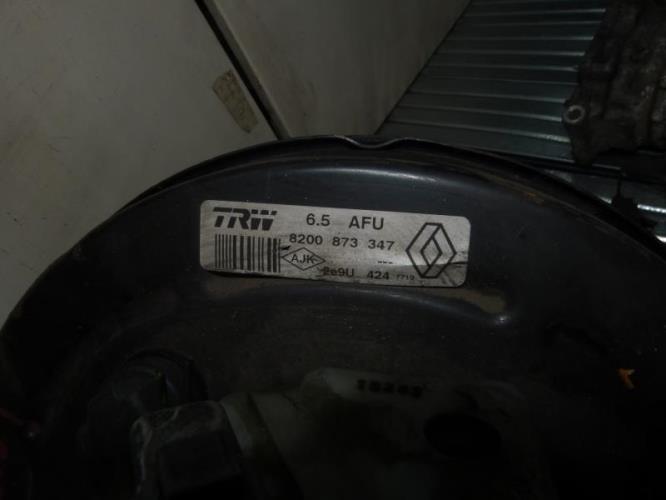 TRW 6.5 AFU
8200 873 347
AJK ---
2e9U 424